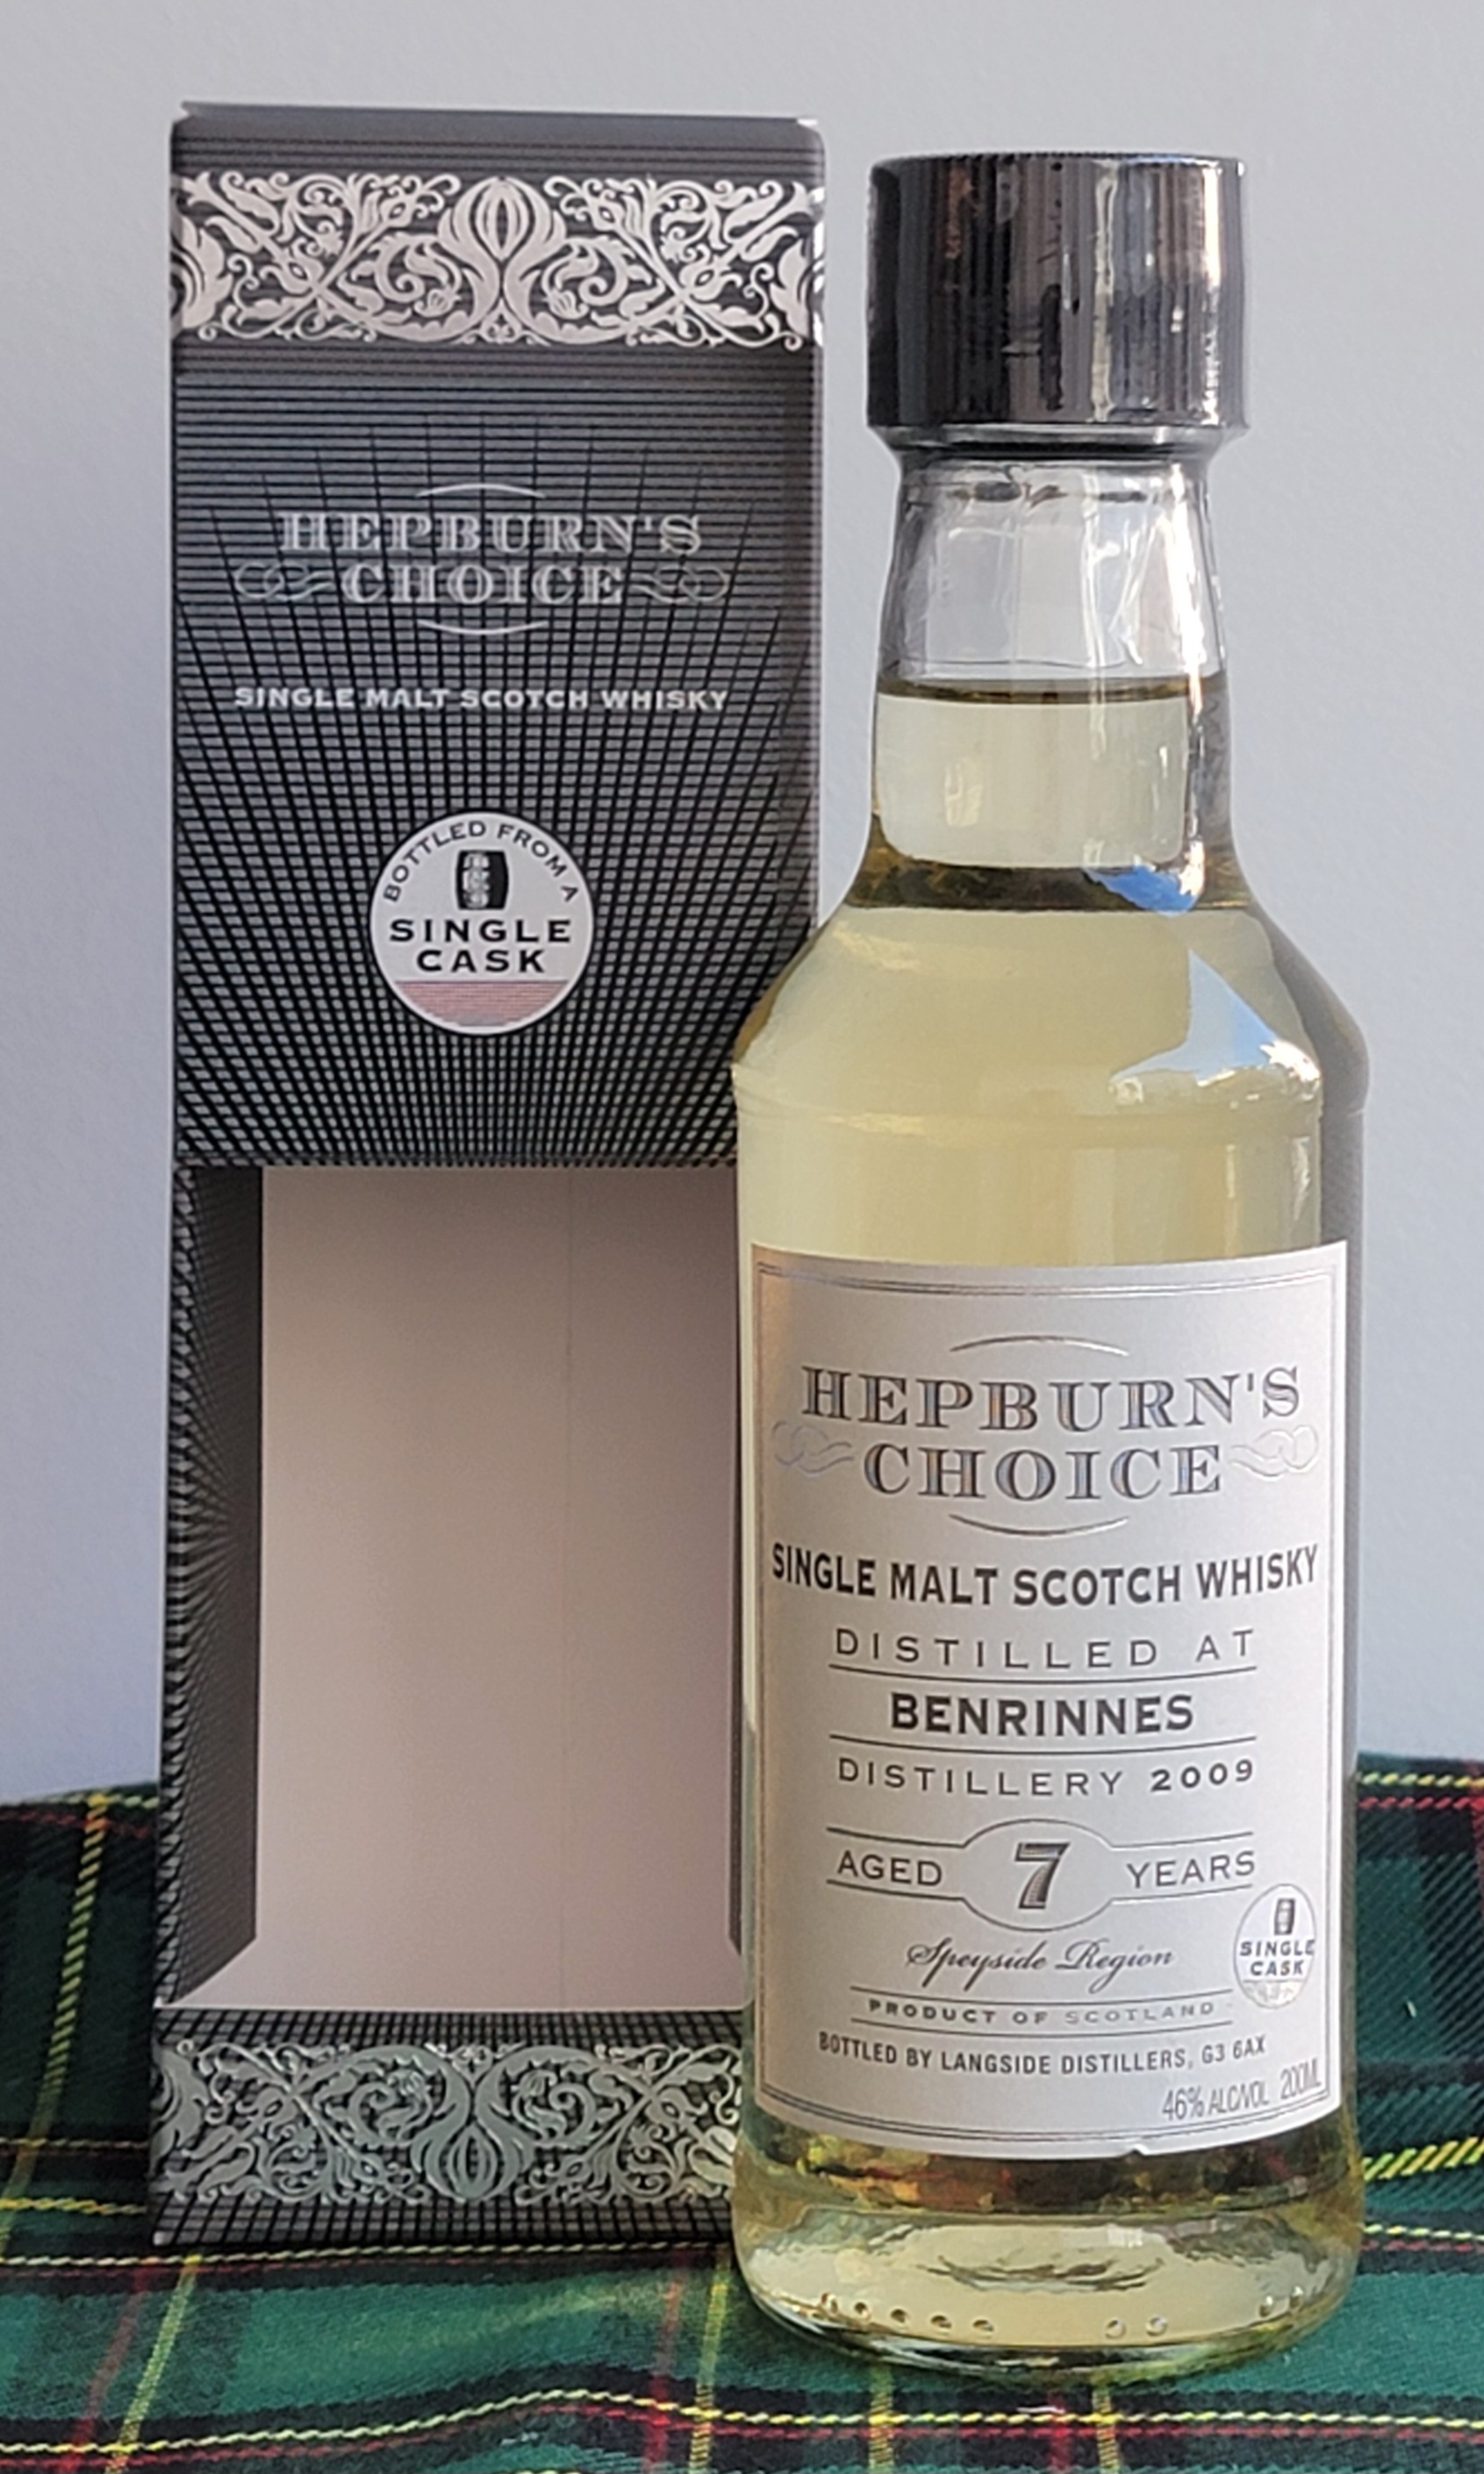 HEPBURN'S
CHOICE
SINGLE MALT SCOTCH WHISKY
BOTTLED FROM A
SINGLE
CASK
HEPBURN'S
CHOICE
SINGLE MALT SCOTCH WHISKY
DISTILLED AT
BENRINNES
DISTILLERY 2009
AGED 7 YEARS
Speyside Region
SINGLE
CASK
PRODUCT OF SCOTLAND
BOTTLED BY LANGSIDE DISTILLERS, G3 6AX
46% ALC/VOL 200ML